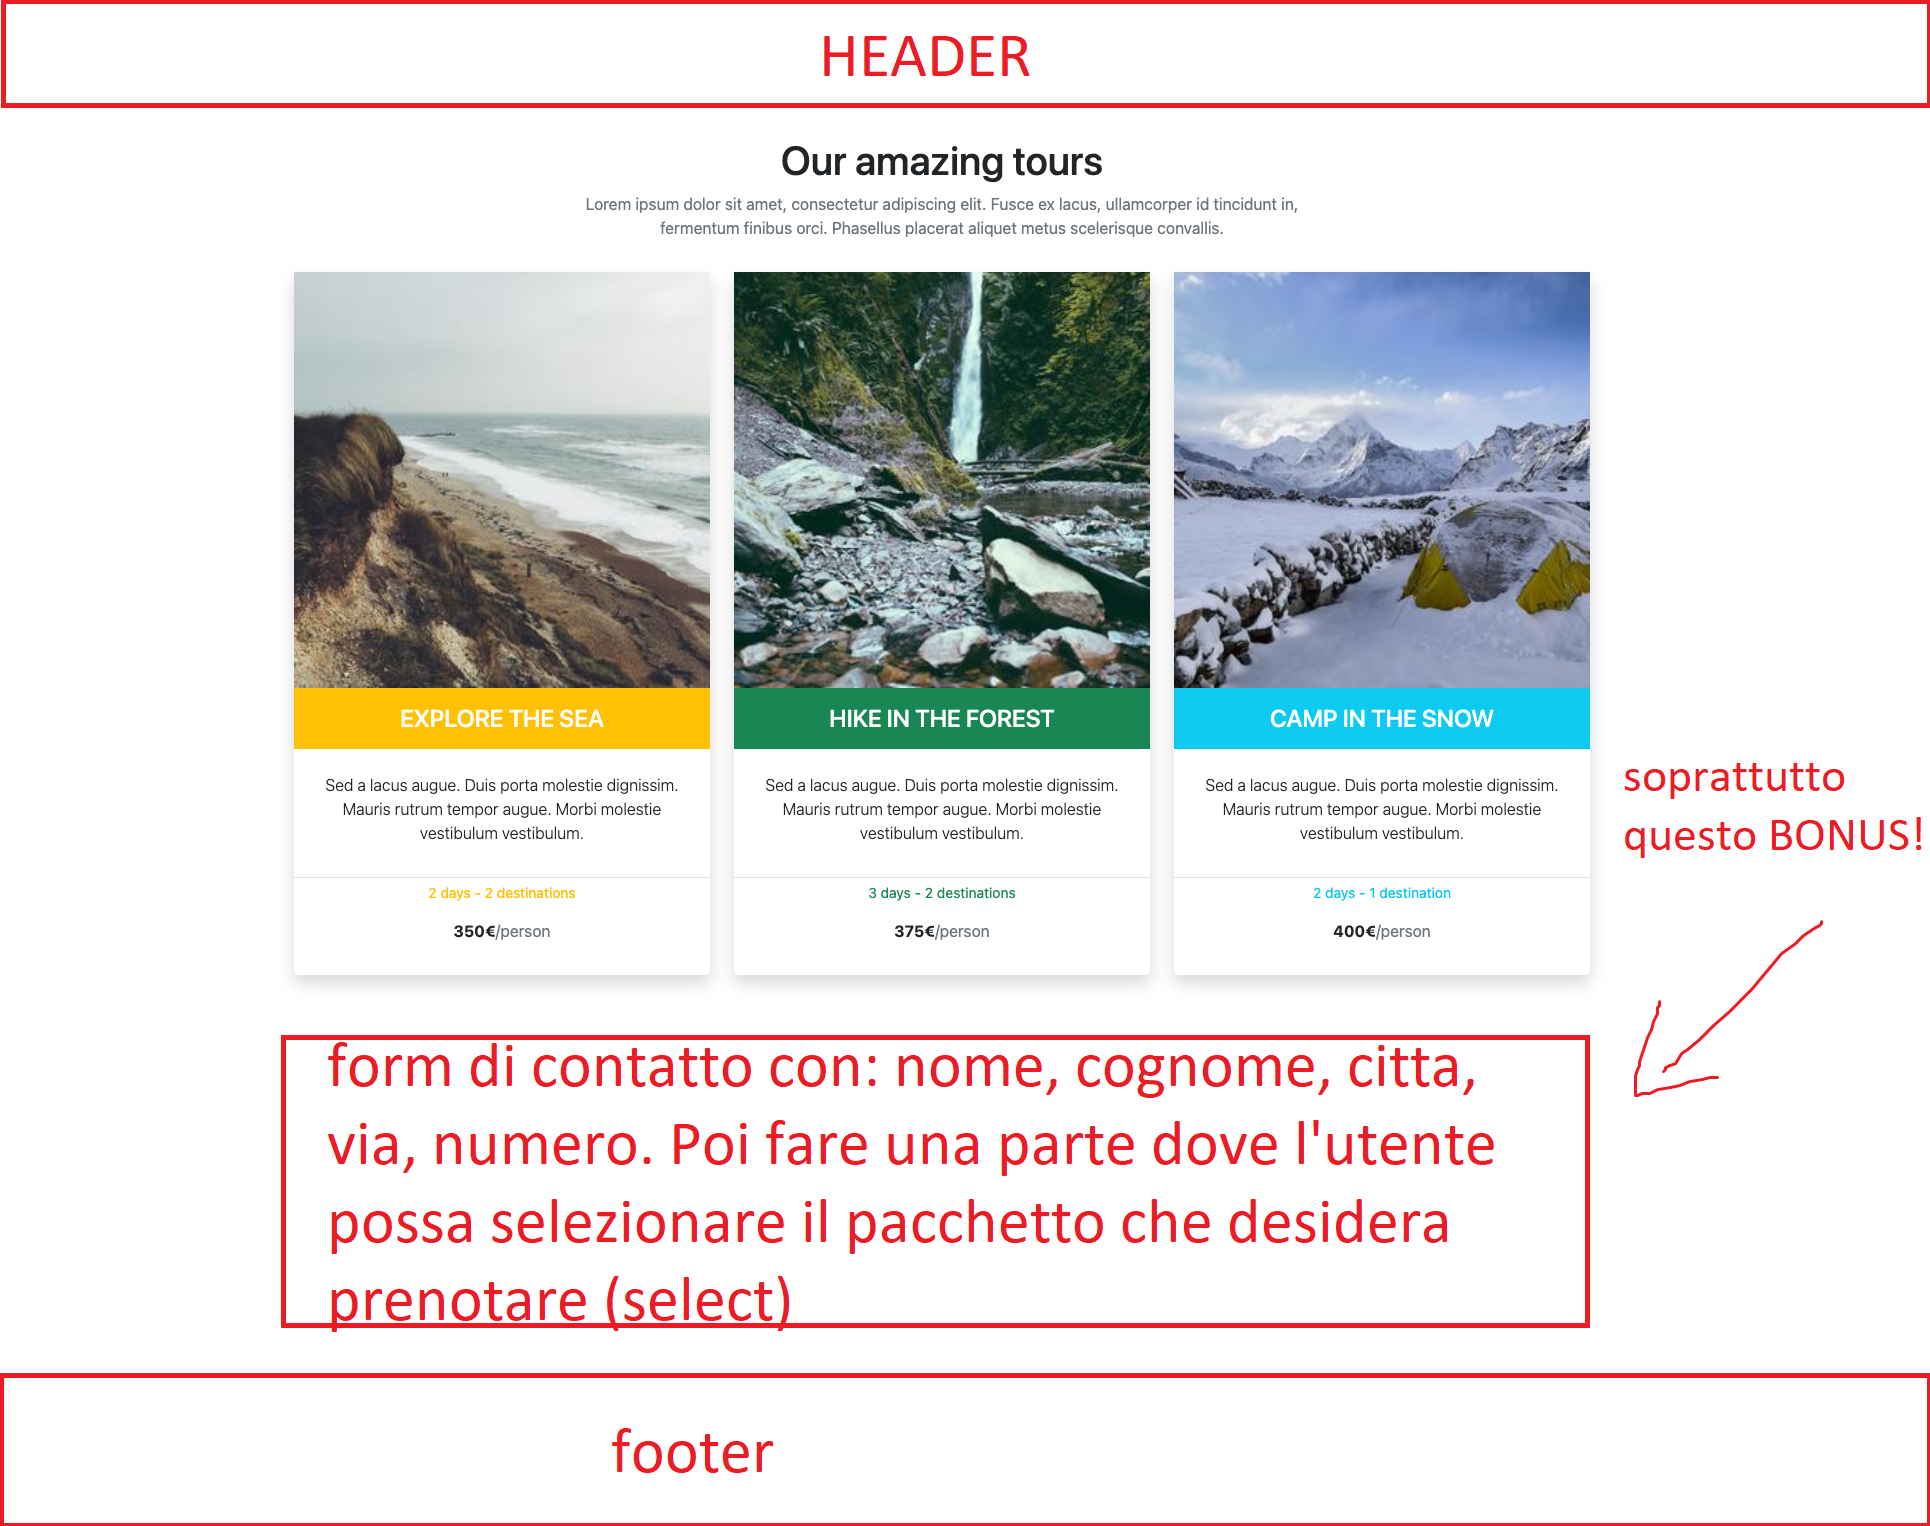 HEADER
Our amazing tours
Lorem ipsum dolor sit amet, consectetur adipiscing elit. Fusce ex lacus, ullamcorper id tincidunt in,
fermentum finibus orci. Phasellus placerat aliquet metus scelerisque convallis.
EXPLORE THE SEA
Sed a lacus augue. Duis porta molestie dignissim.
Mauris rutrum tempor augue. Morbi molestie
vestibulum vestibulum.
2 days - 2 destinations
350€/person
HIKE IN THE FOREST
Sed a lacus augue. Duis porta molestie dignissim.
Mauris rutrum tempor augue. Morbi molestie
vestibulum vestibulum.
3 days - 2 destinations
375€/person
CAMP IN THE SNOW
Sed a lacus augue. Duis porta molestie dignissim.
Mauris rutrum tempor augue. Morbi molestie
vestibulum vestibulum.
2 days - 1 destination
400€/person
soprattutto
questo BONUS!
form di contatto con: nome, cognome, citta,
via, numero. Poi fare una parte dove l'utente
possa selezionare il pacchetto che desidera
prenotare (select)
footer